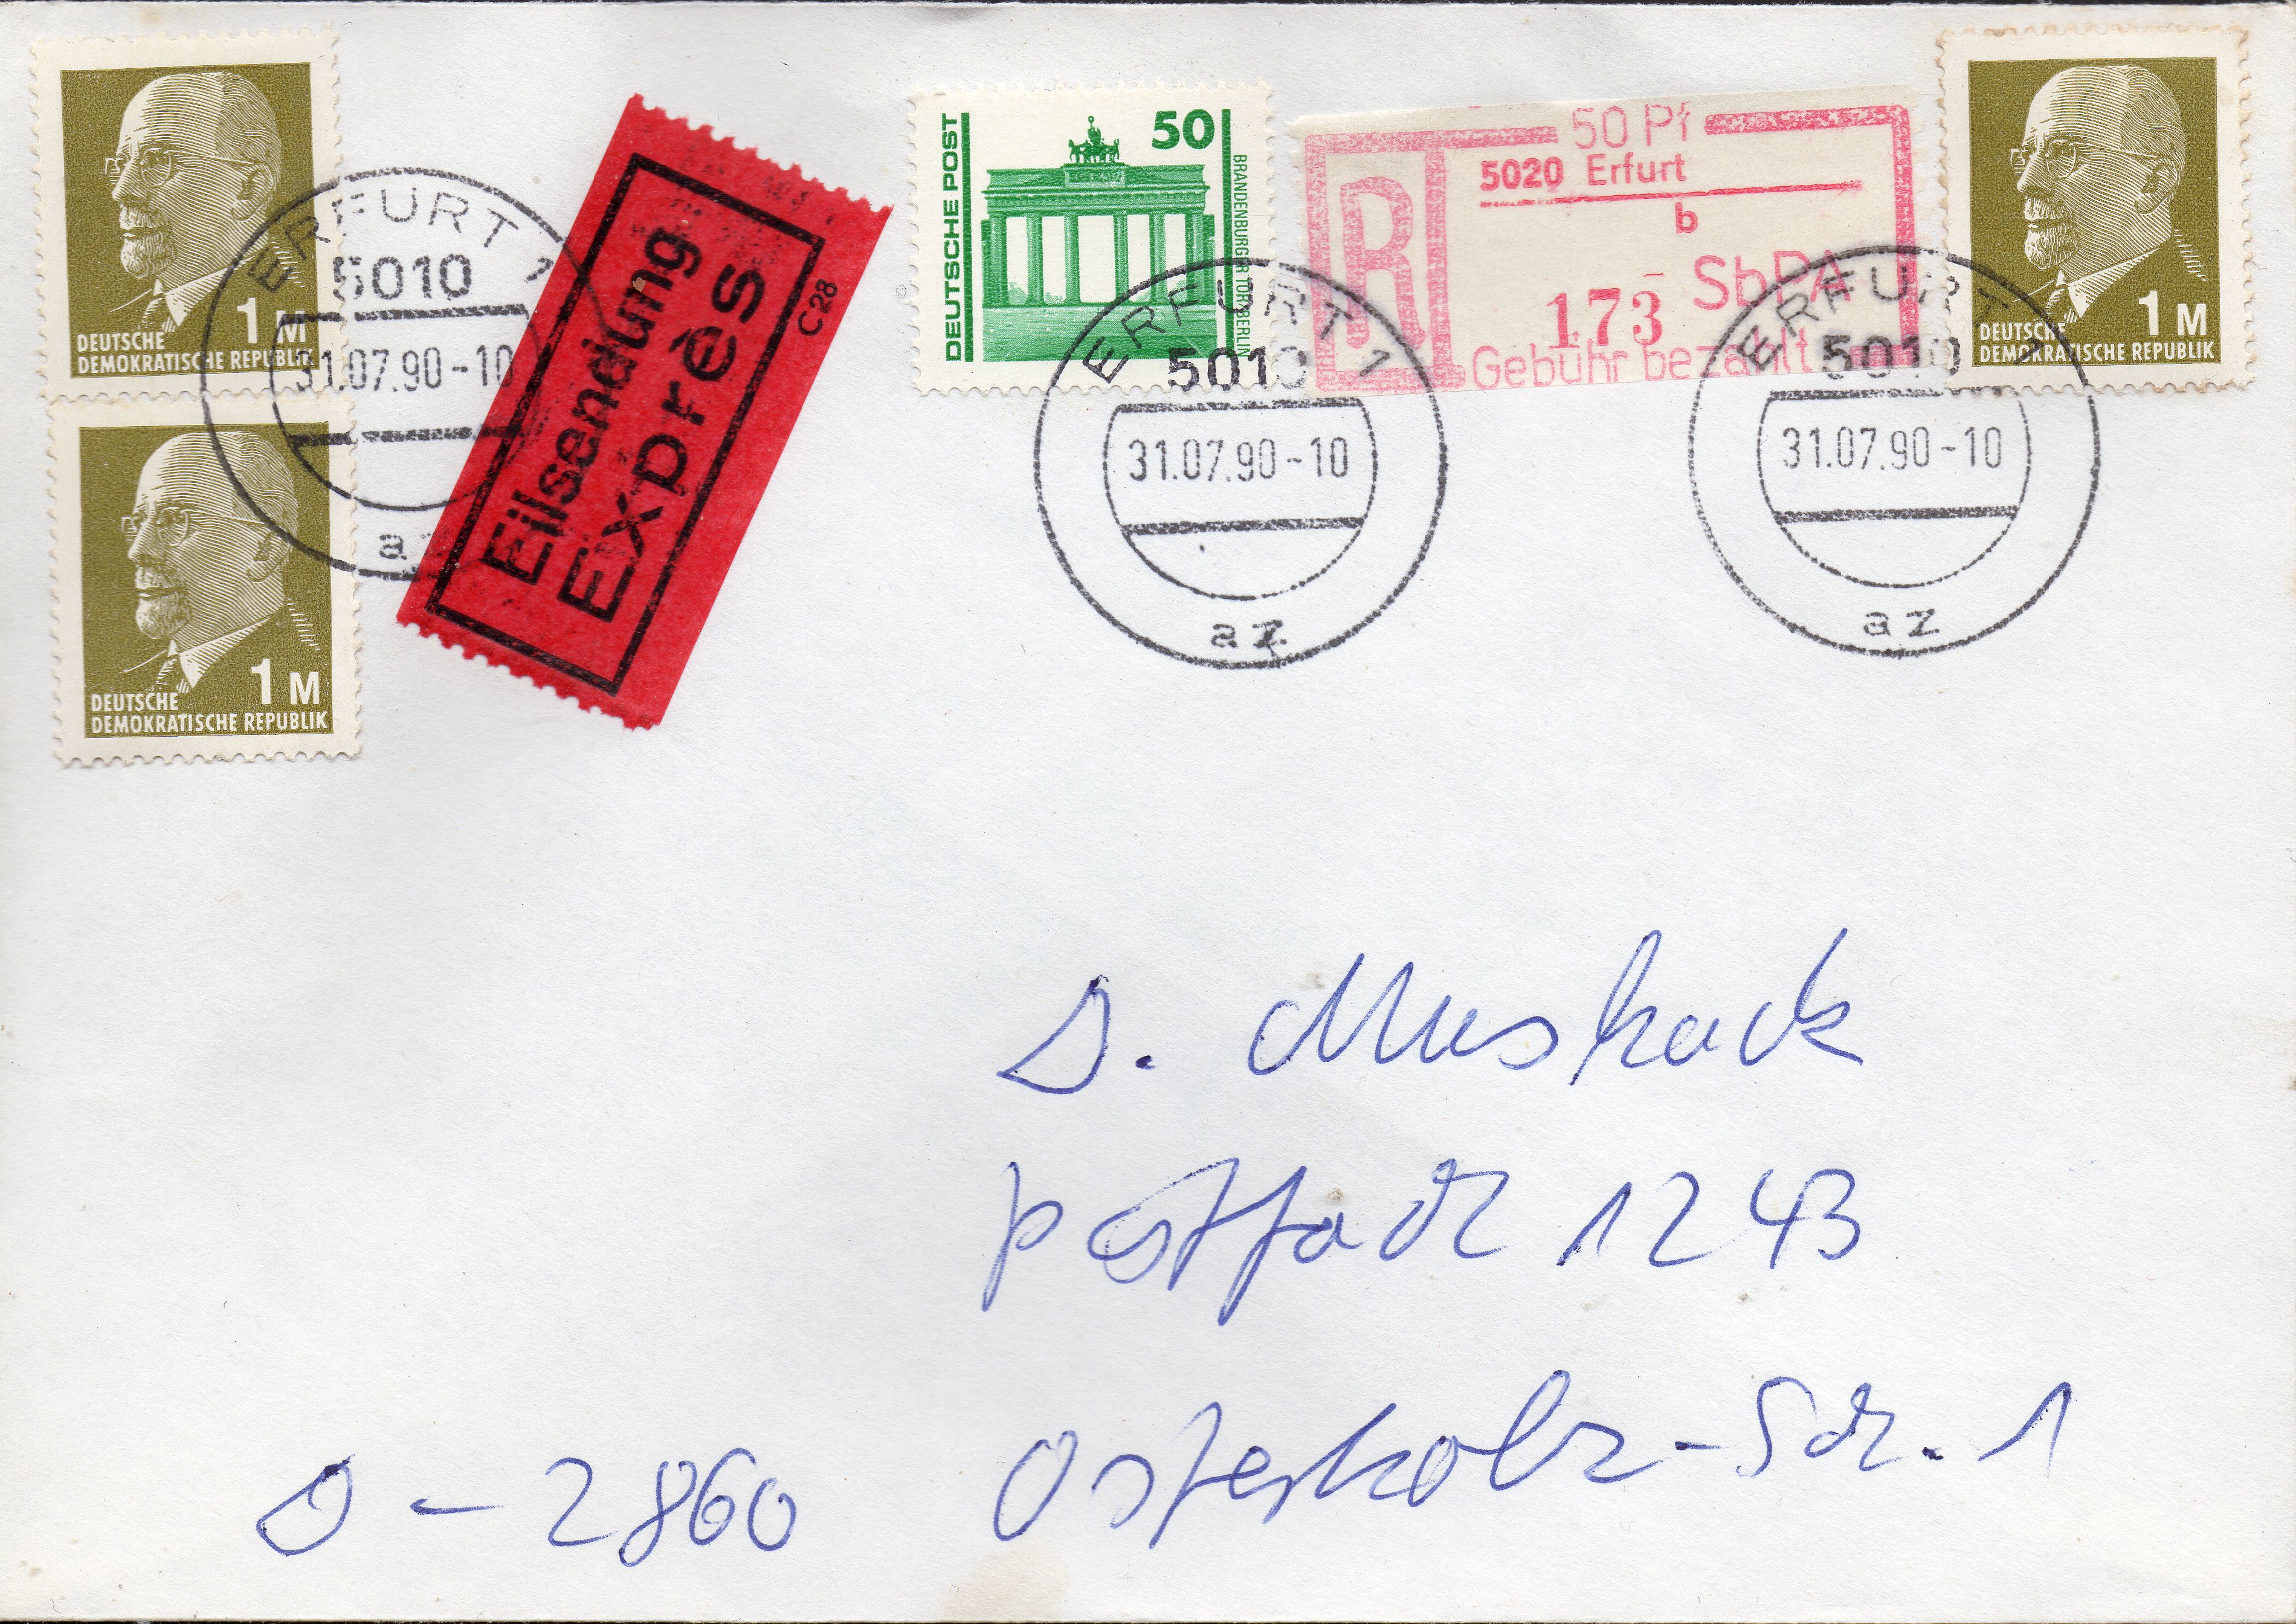 1 M
DEUTSCHE
DEMOKRATISCHE REPUBLIK
1 M
DEUTSCHE
DEMOKRATISCHE REPUBLIK
ERFURT 1
5010
31.07.90-10
az
Eilsendung
Exprès
C28
DEUTSCHE POST
50
BRANDENBURGER TOR/BERLIN
ERFURT 1
5010
31.07.90-10
az
50 Pf
R
5020 Erfurt
b
173
- SbPA
Gebühr bezahlt
ERFURT 1
5010
31.07.90-10
az
1 M
DEUTSCHE
DEMOKRATISCHE REPUBLIK
D. Muskack
Postfach 1243
D-2860 Osterholz-Sch. 1